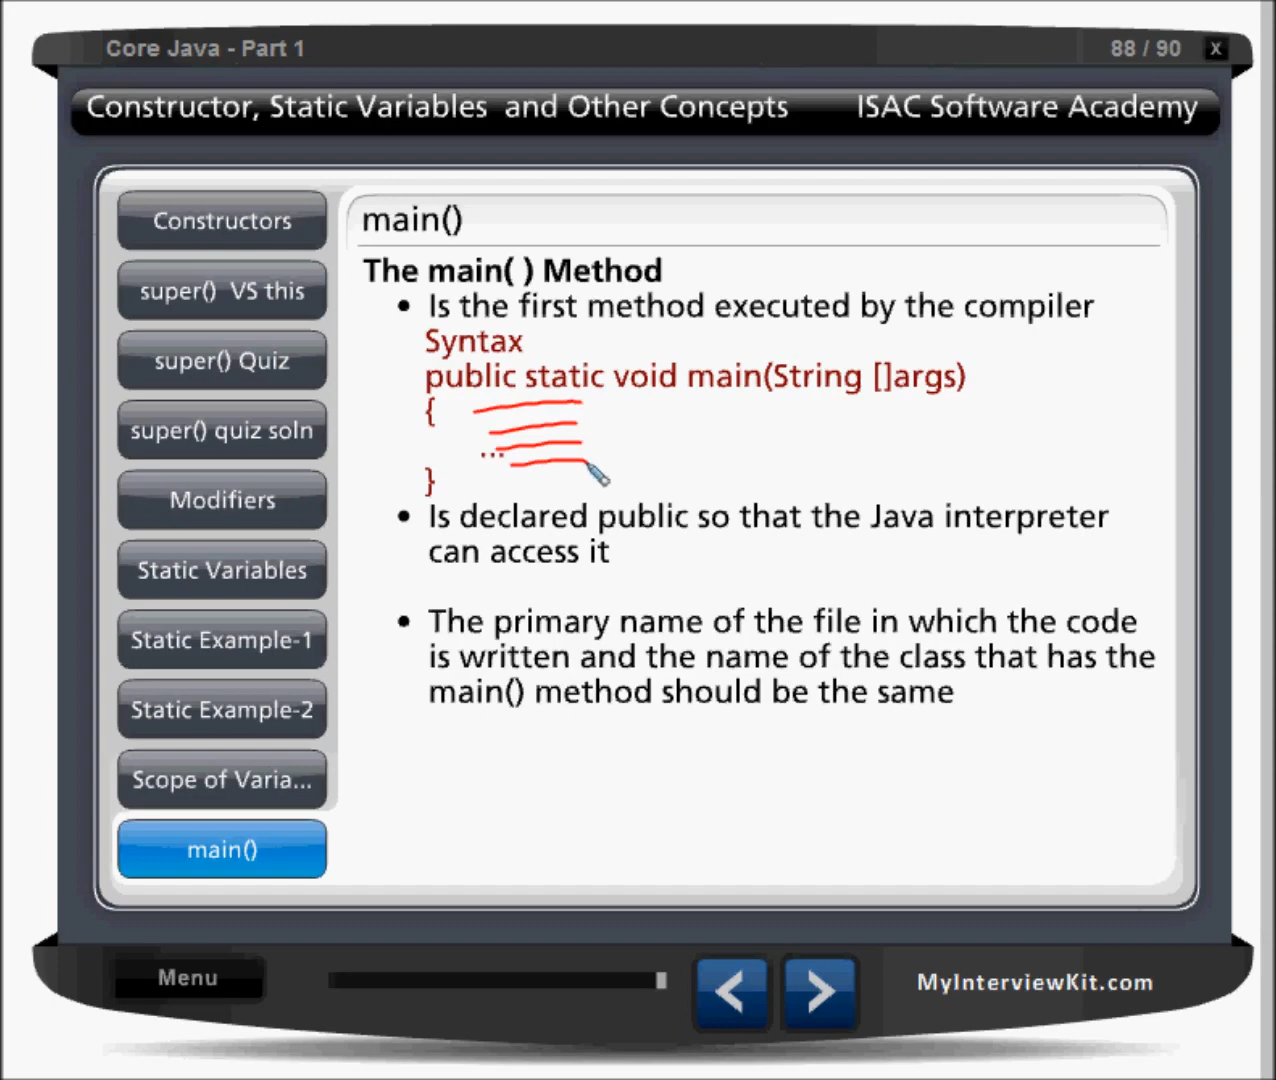 Core Java - Part 1
88 / 90
X
Constructor, Static Variables and Other Concepts
ISAC Software Academy
Constructors
super() VS this
super() Quiz
super() quiz soln
Modifiers
Static Variables
Static Example-1
Static Example-2
Scope of Varia...
main()
main()
The main( ) Method
• Is the first method executed by the compiler
Syntax
public static void main(String []args)
{
...
}
• Is declared public so that the Java interpreter
can access it
• The primary name of the file in which the code
is written and the name of the class that has the
main() method should be the same
Menu
< >
MyInterviewKit.com